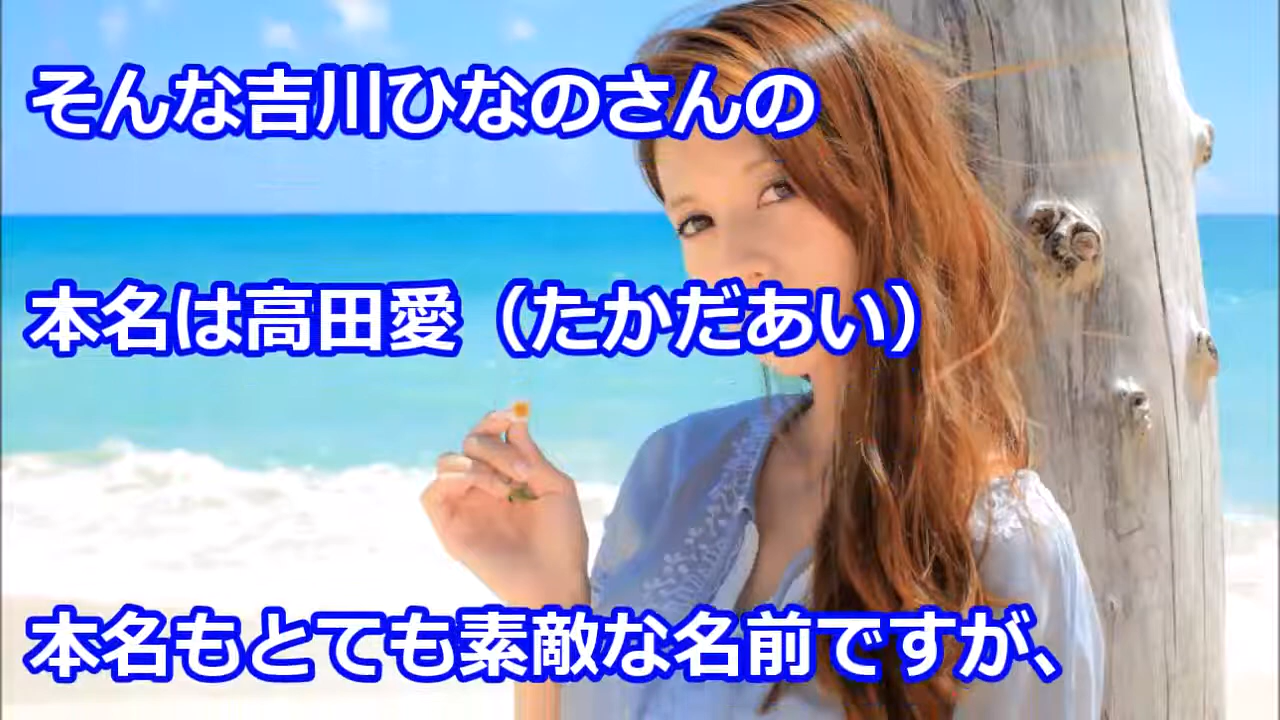 そんな吉川ひなのさんの
本名は高田愛（たかだあい）
本名もとても素敵な名前ですが、